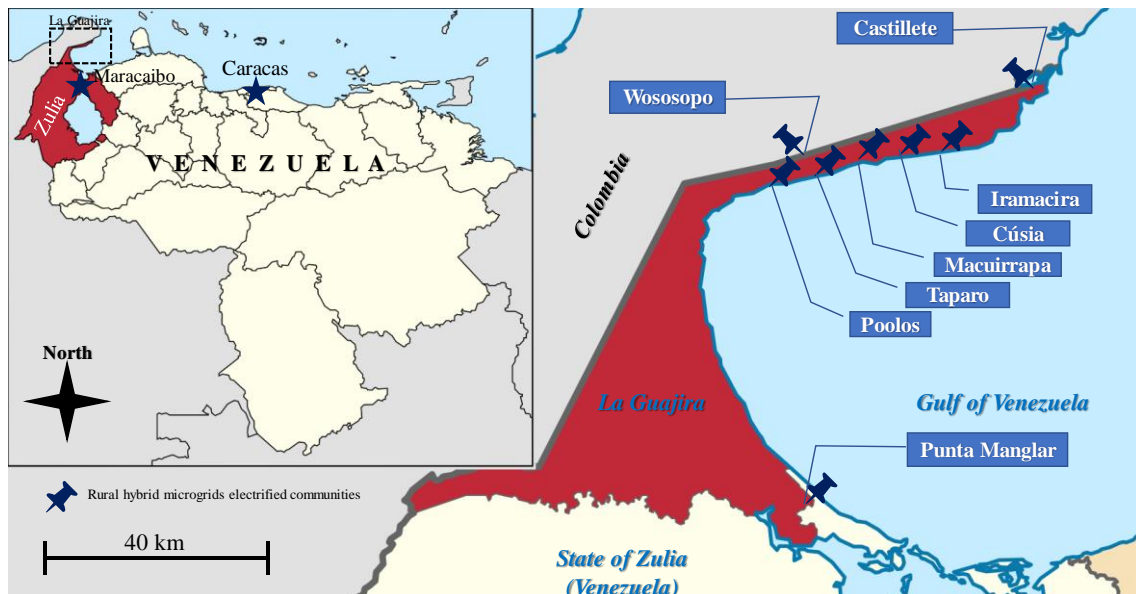 La Guajira
Maracaibo
Caracas
Zulia
VENEZUELA
North
Rural hybrid microgrids electrified communities
40 km
Castillete
Wososopo
Colombia
Iramacira
Cúsia
Macuirrapa
Taparo
Poolos
La Guajira
Gulf of Venezuela
Punta Manglar
State of Zulia
(Venezuela)